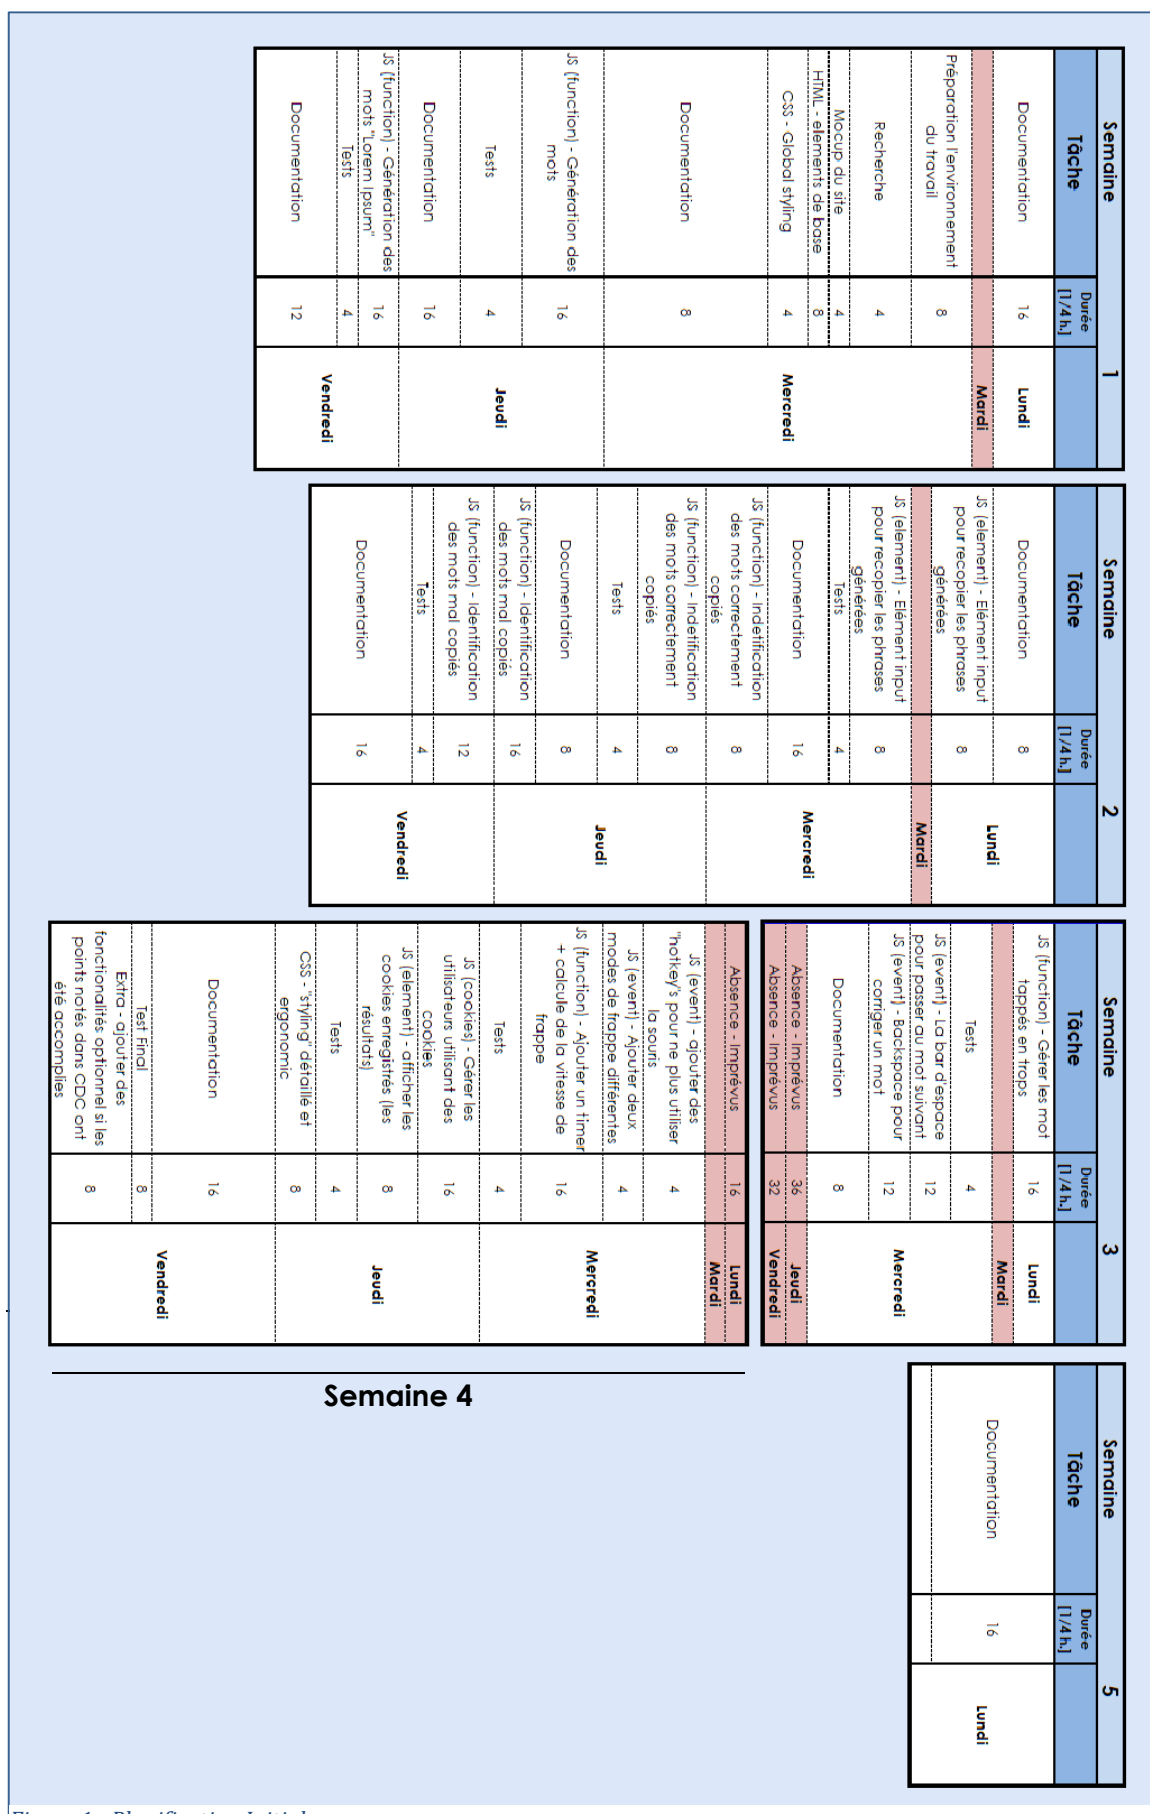 Semaine 1
Tâche Durée [1/4 h.]
Documentation 16 Lundi
Mardi
Préparation l'environnement
du travail 8
Recherche 4
Mocup du site 4
HTML - elements de base 8
CSS - Global styling 4
Mercredi
Documentation 8
JS (function) - Génération des
mots 16
Tests 4
Jeudi
Documentation 16
JS (function) - Génération des
mots "Lorem Ipsum" 16
Tests 4
Vendredi
Documentation 12
Semaine 2
Tâche Durée [1/4 h.]
Documentation 8
Lundi
JS (element) - Elément input
pour recopier les phrases
générées 8
Mardi
JS (element) - Elément input
pour recopier les phrases
générées 8
Tests 4
Mercredi
Documentation 16
JS (function) - Indetification
des mots correctement
copiés 8
JS (function) - Indetification
des mots correctement
copiés 8
Tests 4
Jeudi
Documentation 8
JS (function) - Identification
des mots mal copiés 16
JS (function) - Identification
des mots mal copiés 12
Tests 4
Vendredi
Documentation 16
Semaine 3
Tâche Durée [1/4 h.]
JS (function) - Gérer les mot
tappés en trops 16 Lundi
Mardi
Tests 4
JS (event) - La bar d'espace
pour passer au mot suivant 12
Mercredi
JS (event) - Backspace pour
corriger un mot 12
Documentation 8
Absence - Imprévus 36 Jeudi
Absence - Imprévus 32 Vendredi
Absence - Imprévus 16 Lundi
Mardi
JS (event) - ajouter des
"hotkey's pour ne plus utiliser
la souris 4
JS (event) - Ajouter deux
modes de frappe différentes 4
Mercredi
JS (function) - Ajouter un timer
+ calculle de la vitesse de
frappe 16
Tests 4
JS (cookies) - Gérer les
utilisateurs utilisant des
cookies 16
JS (element) - afficher les
cookies enregistrés (les
résultats) 8
Jeudi
Tests 4
CSS - "styling" détaillé et
ergonomic 8
Documentation 16
Test Final 8
Vendredi
Extra - ajouter des
fonctionalités optionnel si les
points notés dans CDC ont
été accomplies 8
Semaine 4
Semaine 5
Tâche Durée [1/4 h.]
Documentation 16 Lundi